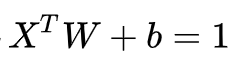 X^T W + b = 1